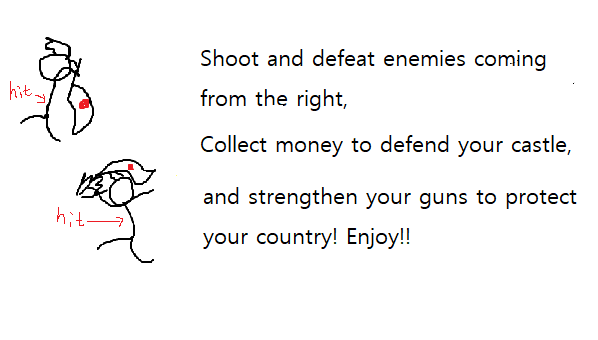 Shoot and defeat enemies coming
hit
from the right,
Collect money to defend your castle,
and strengthen your guns to protect
hit
your country! Enjoy!!